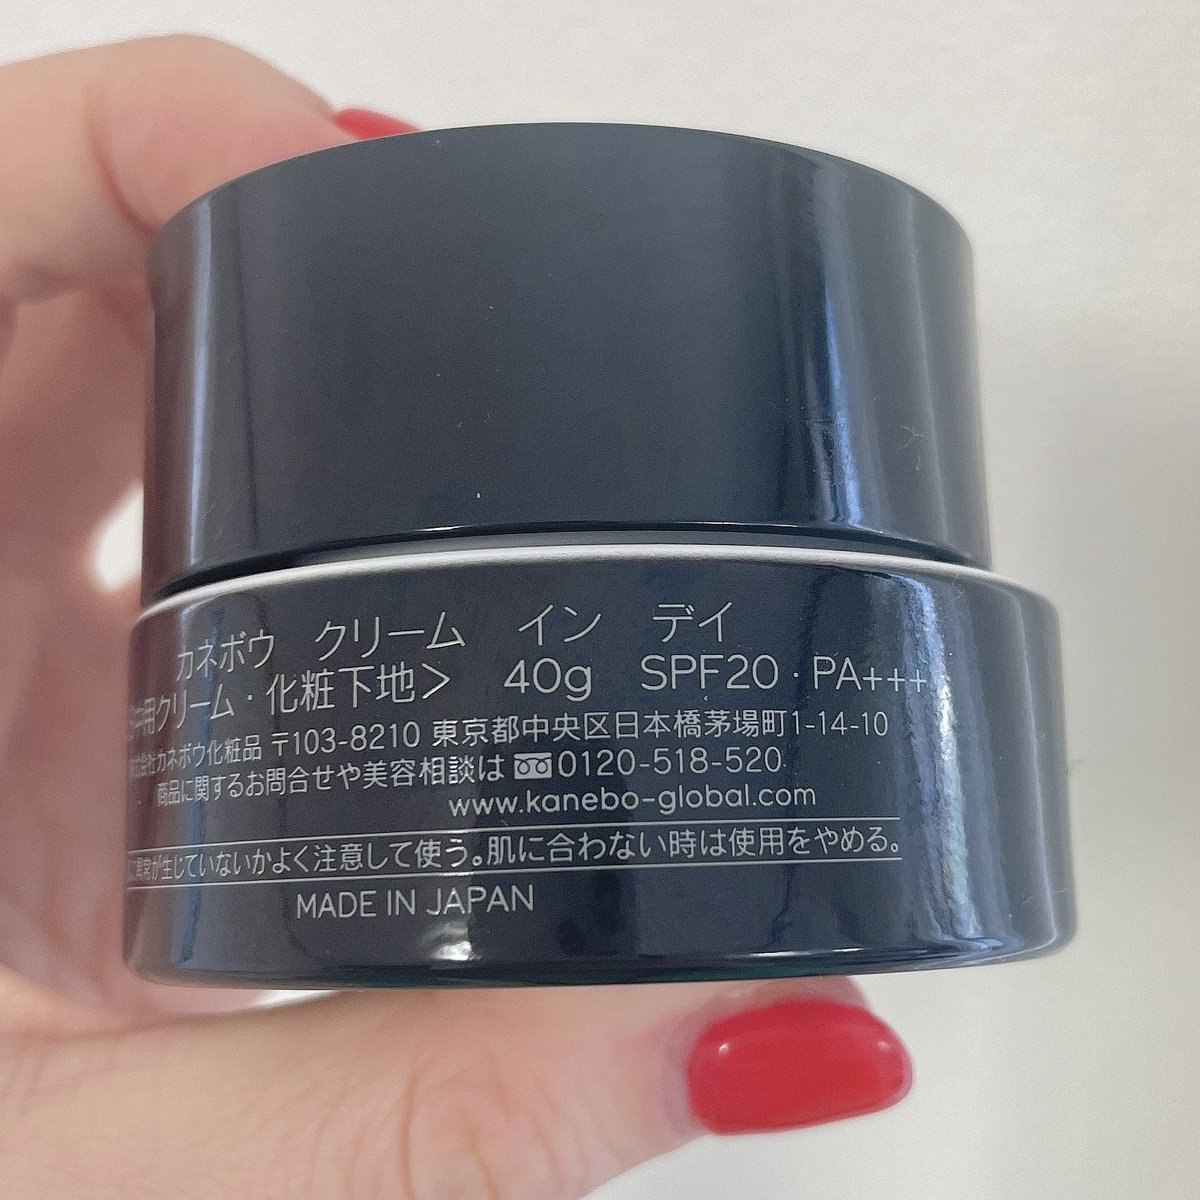 カネボウ クリーム イン デイ
中用クリーム・化粧下地> 40g SPF20・PA+++
カネボウ化粧品 〒103-8210 東京都中央区日本橋茅場町1-14-10
商品に関するお問合せや美容相談は 0120-518-520
www.kanebo-global.com
異常が生じていないかよく注意して使う。肌に合わない時は使用をやめる。
MADE IN JAPAN